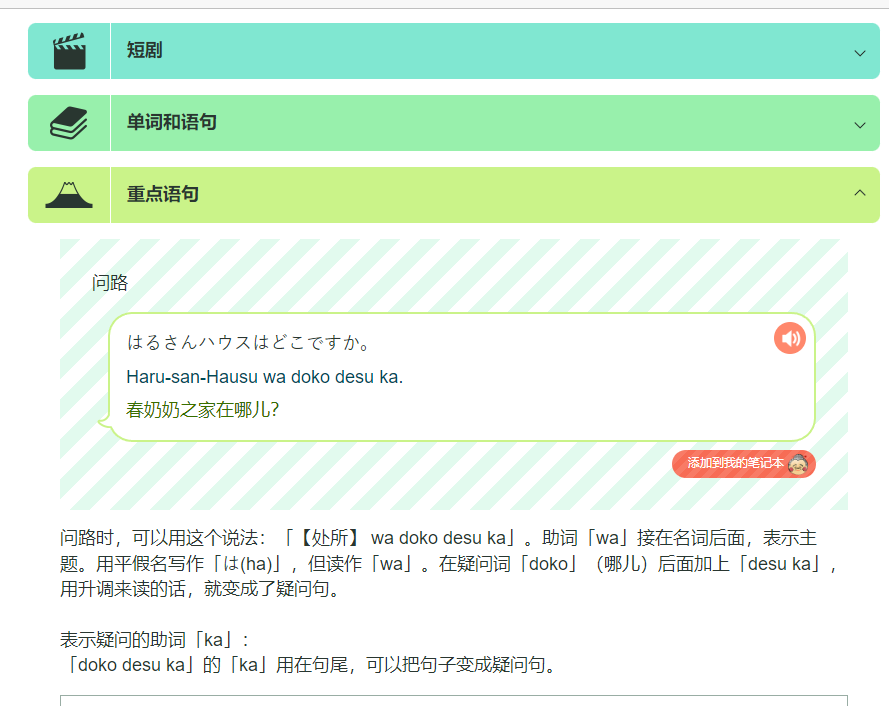 短剧
单词和语句
重点语句
问路
はるさんハウスはどこですか。
Haru-san-Hausu wa doko desu ka.
春奶奶之家在哪儿？
添加到我的笔记本
问路时，可以用这个说法：「【处所】 wa doko desu ka」。助词「wa」接在名词后面，表示主
题。用平假名写作「は(ha)」，但读作「wa」。在疑问词「doko」（哪儿）后面加上「desu ka」，
用升调来读的话，就变成了疑问句。
表示疑问的助词「ka」：
「doko desu ka」的「ka」用在句尾，可以把句子变成疑问句。